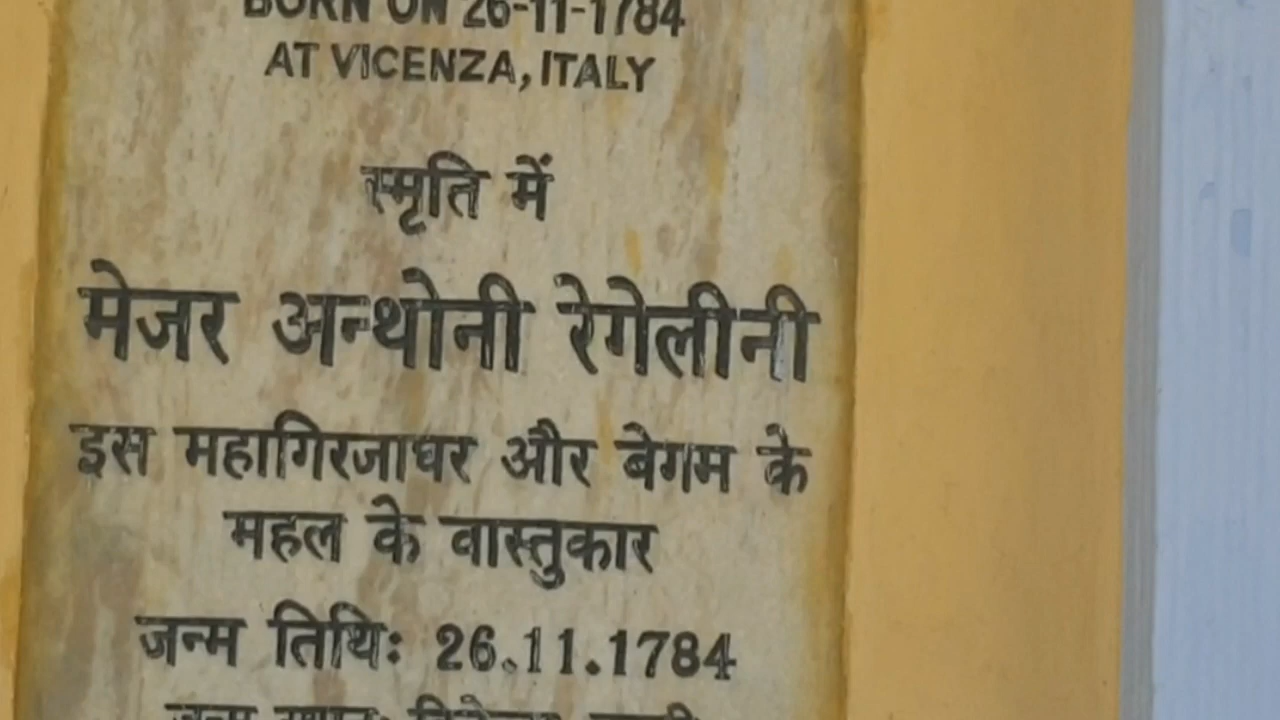 BORN ON 26-11-1784
AT VICENZA, ITALY
स्मृति में
मेजर अन्थोनी रेगेलीनी
इस महागिरजाघर और बेगम के
महल के वास्तुकार
जन्म तिथिः 26.11.1784